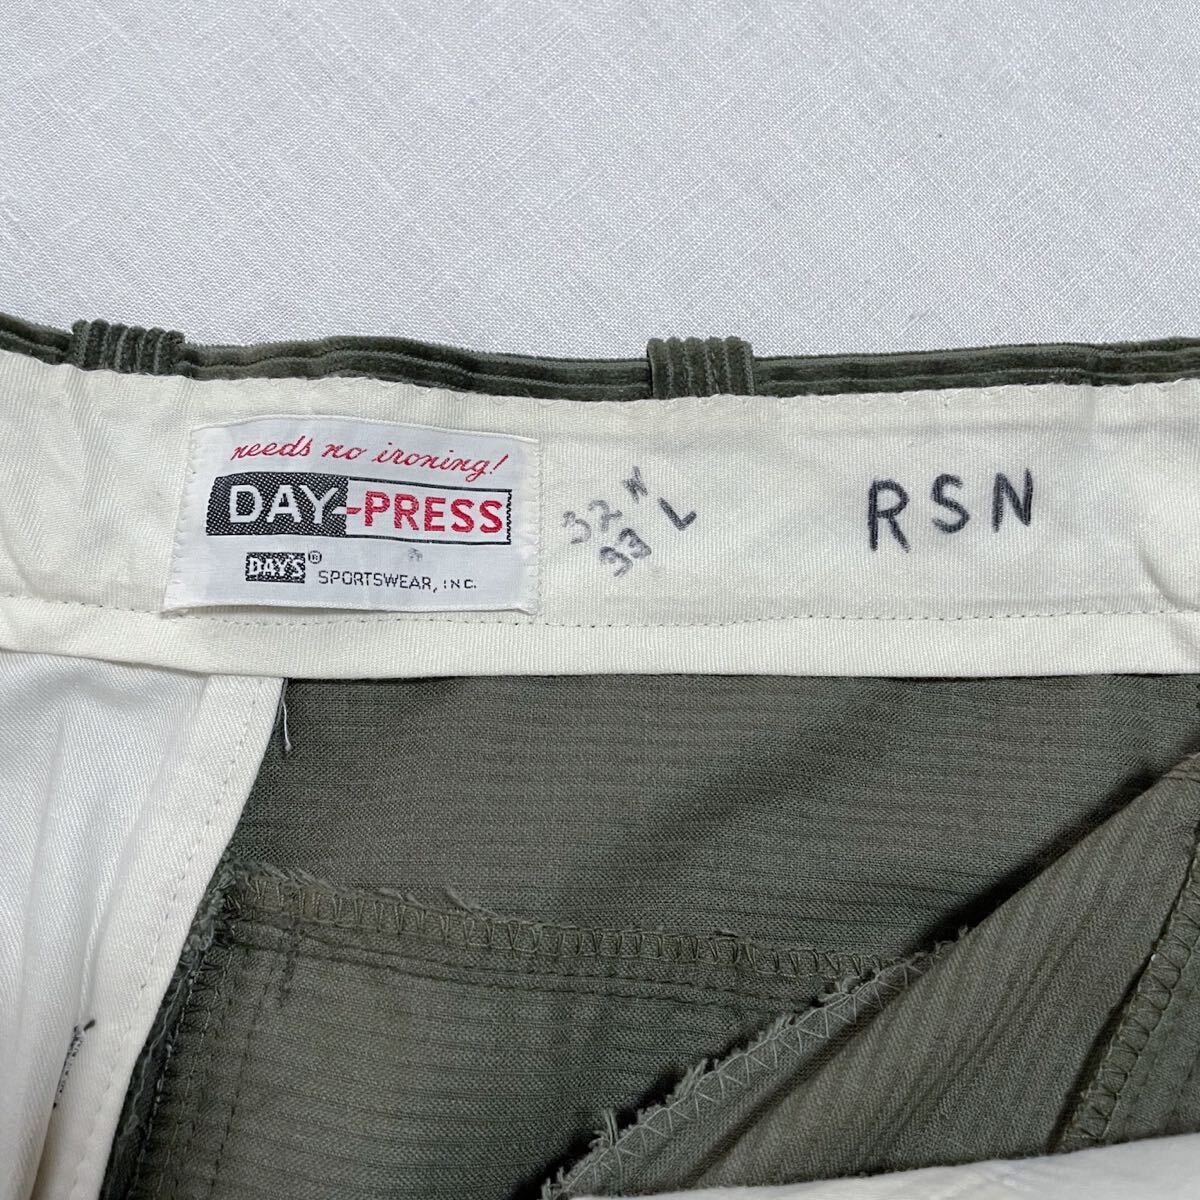 needs no ironing!
DAY-PRESS
DAY'S ® SPORTSWEAR, INC.
32 W
33 L
RSN